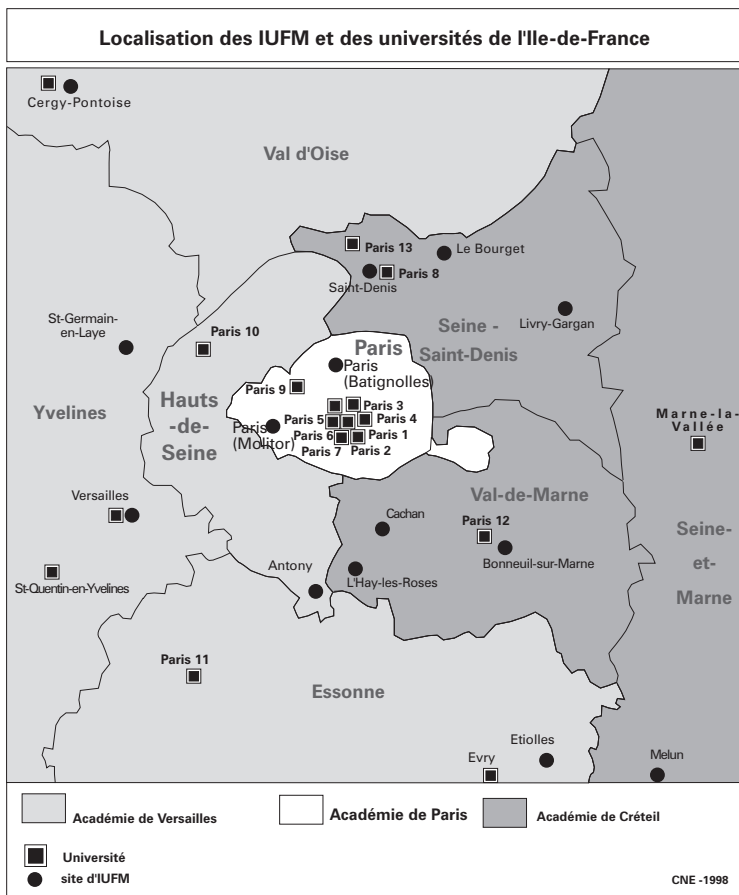 Localisation des IUFM et des universités de l'Ile-de-France
Cergy-Pontoise
Val d'Oise
Paris 13
Le Bourget
Paris 8
Saint-Denis
St-Germain-
en-Laye
Paris 10
Livry-Gargan
Seine -
Saint-Denis
Paris
Paris
(Batignolles)
Paris 9
Yvelines
Hauts
-de-
Seine
Paris 3
Paris 5
Paris 4
Paris
(Molitor)
Paris 6
Paris 1
Paris 7
Paris 2
Marne-la-
Vallée
Versailles
Val-de-Marne
Cachan
Paris 12
Bonneuil-sur-Marne
Seine-
et-
Marne
St-Quentin-en-Yvelines
Antony
L'Hay-les-Roses
Paris 11
Essonne
Etiolles
Evry
Melun
Académie de Versailles
Académie de Paris
Académie de Créteil
Université
site d'IUFM
CNE -1998